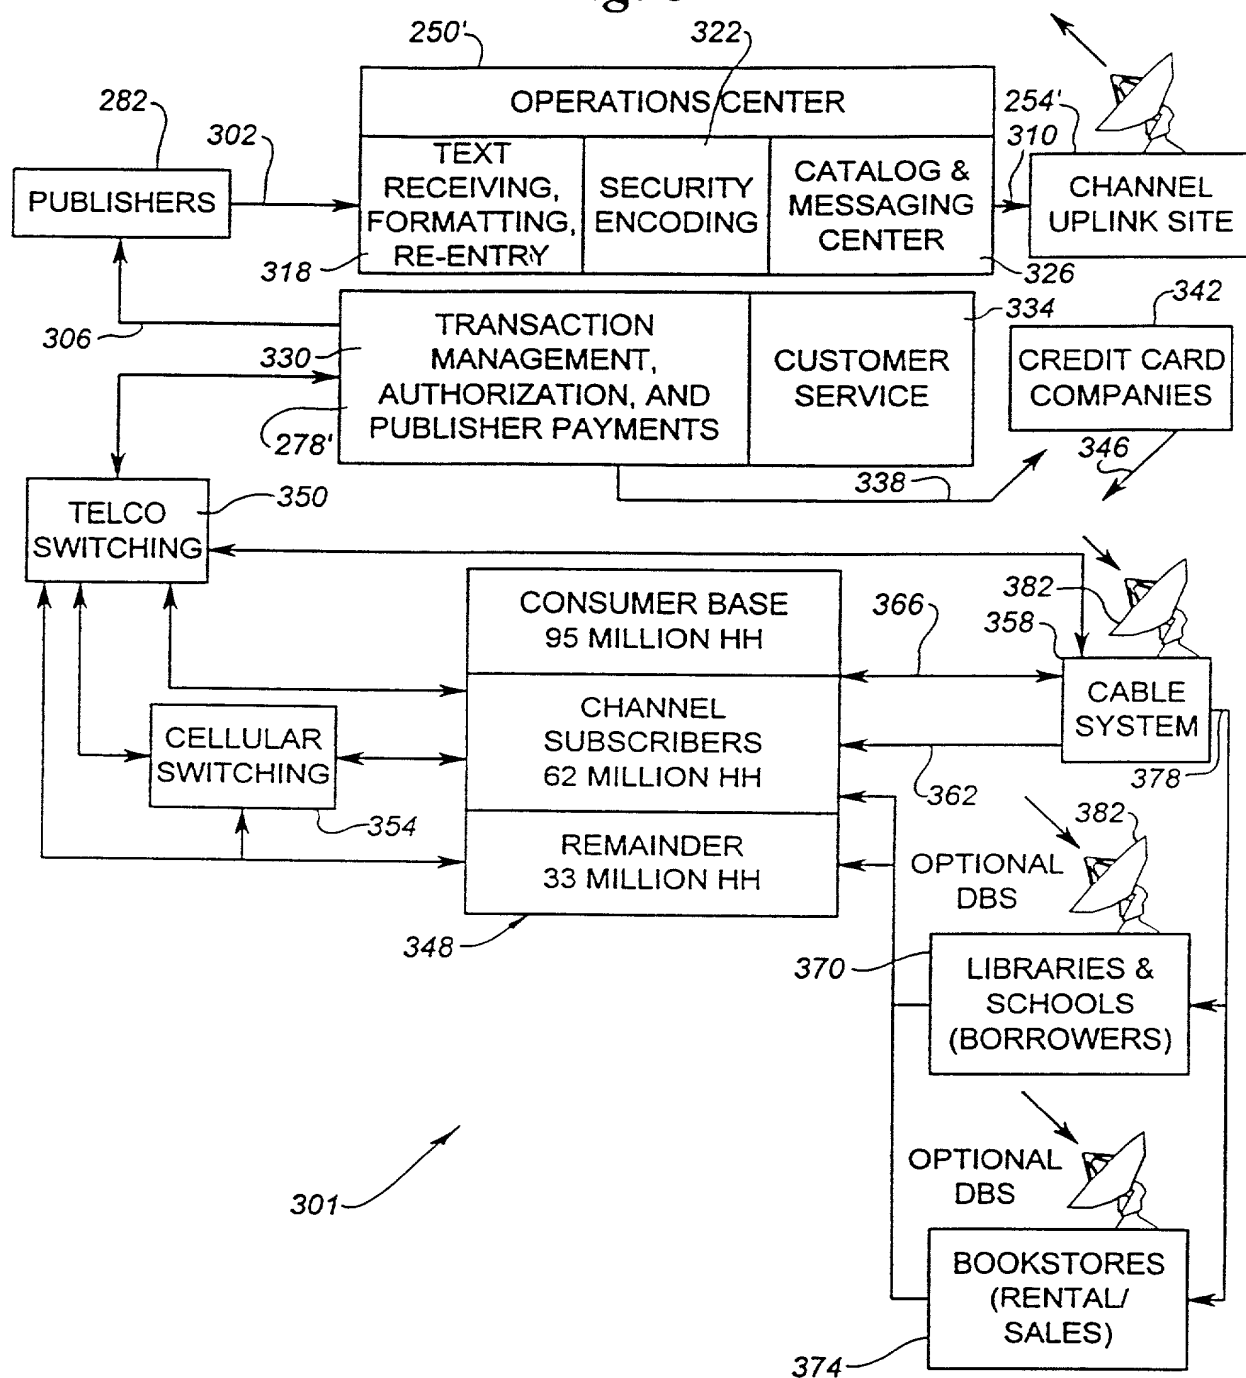 250'
322
OPERATIONS CENTER
282
302
254'
310
PUBLISHERS
TEXT
RECEIVING,
FORMATTING,
RE-ENTRY
SECURITY
ENCODING
CATALOG &
MESSAGING
CENTER
CHANNEL
UPLINK SITE
318
326
306
330
TRANSACTION
MANAGEMENT,
AUTHORIZATION, AND
PUBLISHER PAYMENTS
278'
334
CUSTOMER
SERVICE
342
CREDIT CARD
COMPANIES
346
338
TELCO
SWITCHING
350
CONSUMER BASE
95 MILLION HH
366
358
382
CHANNEL
SUBSCRIBERS
62 MILLION HH
CABLE
SYSTEM
CELLULAR
SWITCHING
354
362
378
REMAINDER
33 MILLION HH
348
382
OPTIONAL
DBS
370
LIBRARIES &
SCHOOLS
(BORROWERS)
301
OPTIONAL
DBS
BOOKSTORES
(RENTAL/
SALES)
374